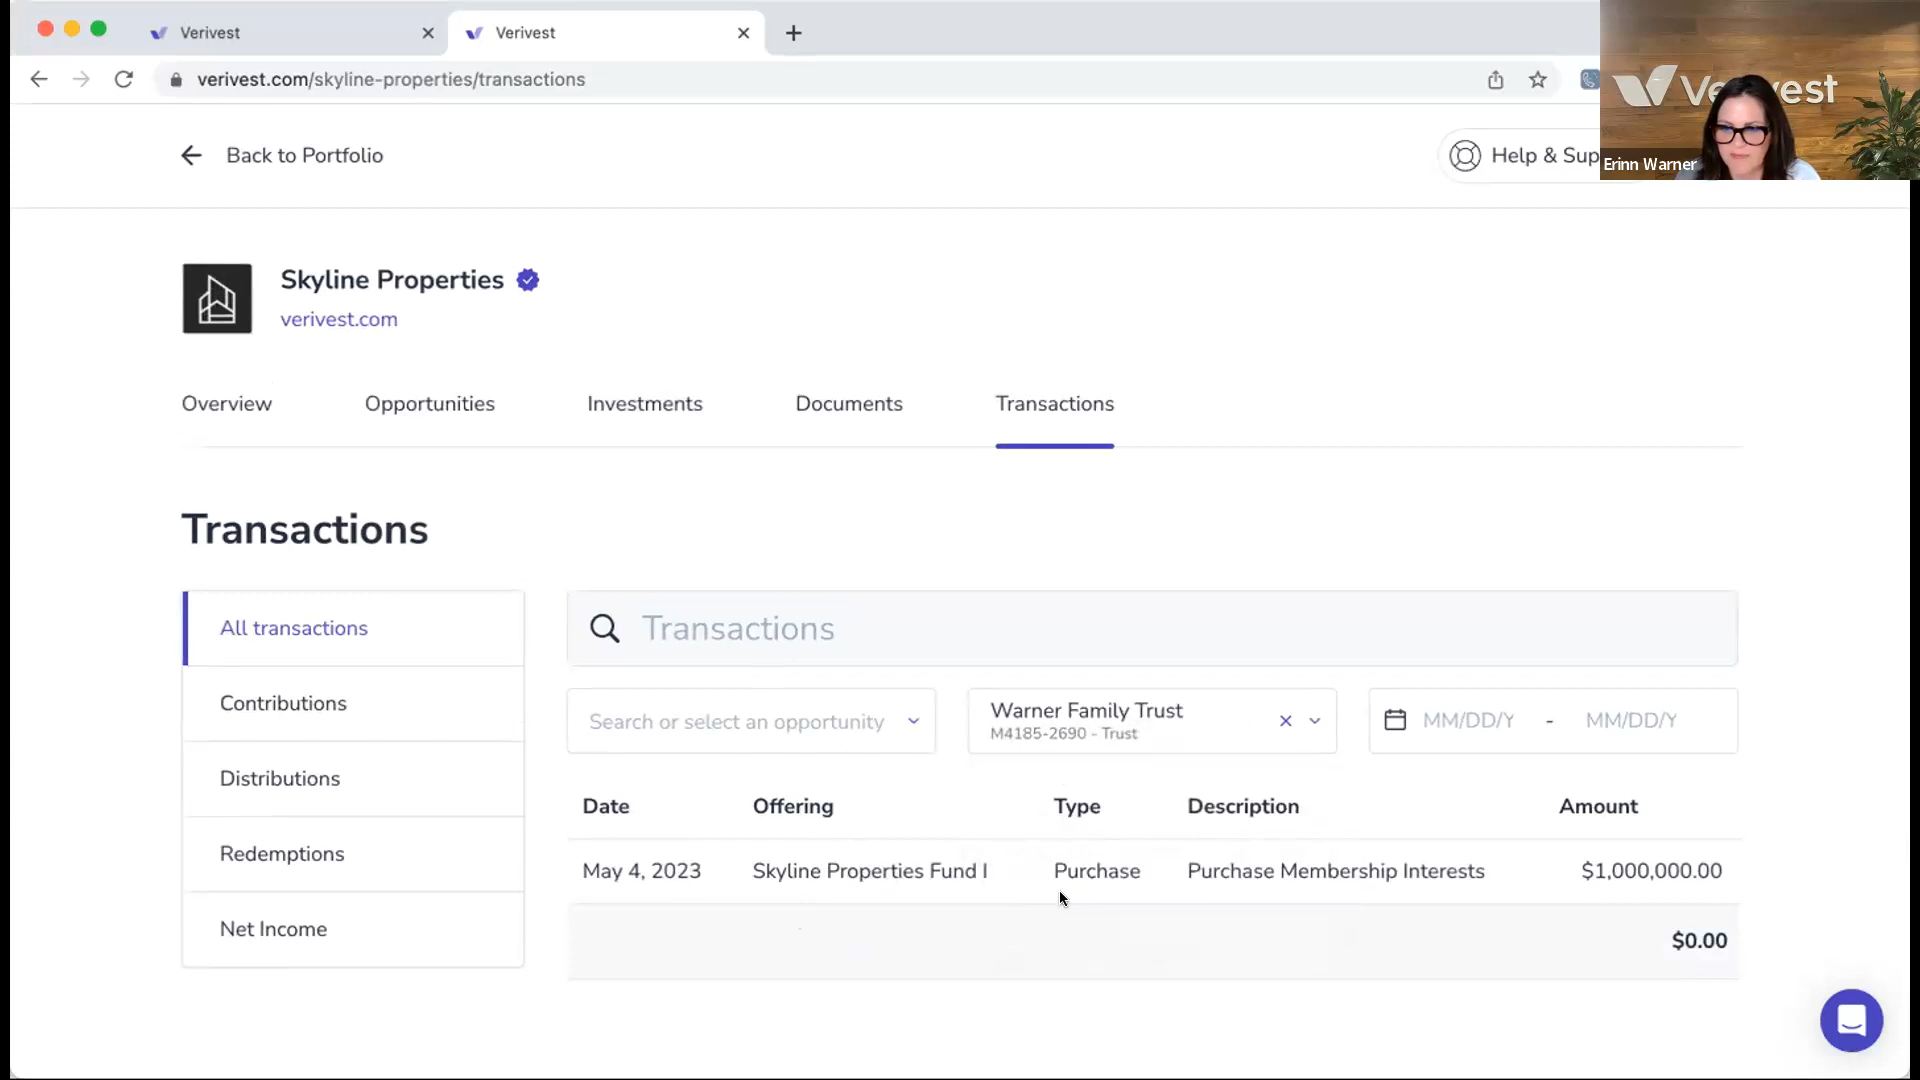 Verivest
Verivest
verivest.com/skyline-properties/transactions
Back to Portfolio
Help & Sup
Erinn Warner
Skyline Properties
verivest.com
Overview
Opportunities
Investments
Documents
Transactions
Transactions
All transactions
Contributions
Distributions
Redemptions
Net Income
Transactions
Search or select an opportunity
Warner Family Trust
M4185-2690 - Trust
MM/DD/Y - MM/DD/Y
Date Offering Type Description Amount
May 4, 2023 Skyline Properties Fund I Purchase Purchase Membership Interests $1,000,000.00
$0.00